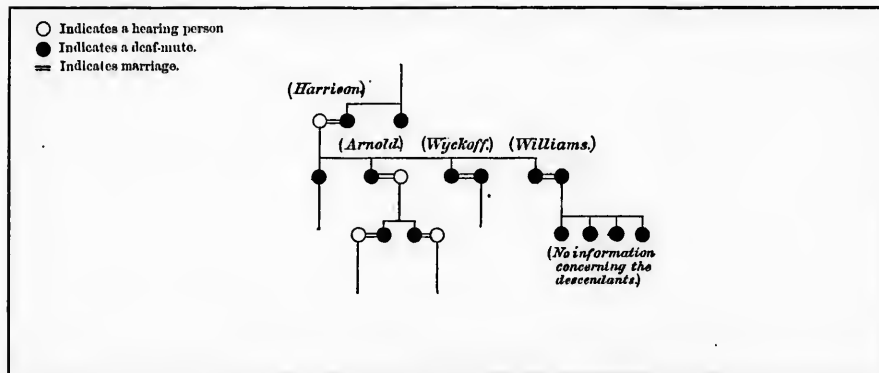 Indicates a hearing person
Indicates a deaf-mute.
Indicates marriage.
(Harrison.)
(Arnold.) (Wyckoff.) (Williams.)
(No information
concerning the
descendants.)